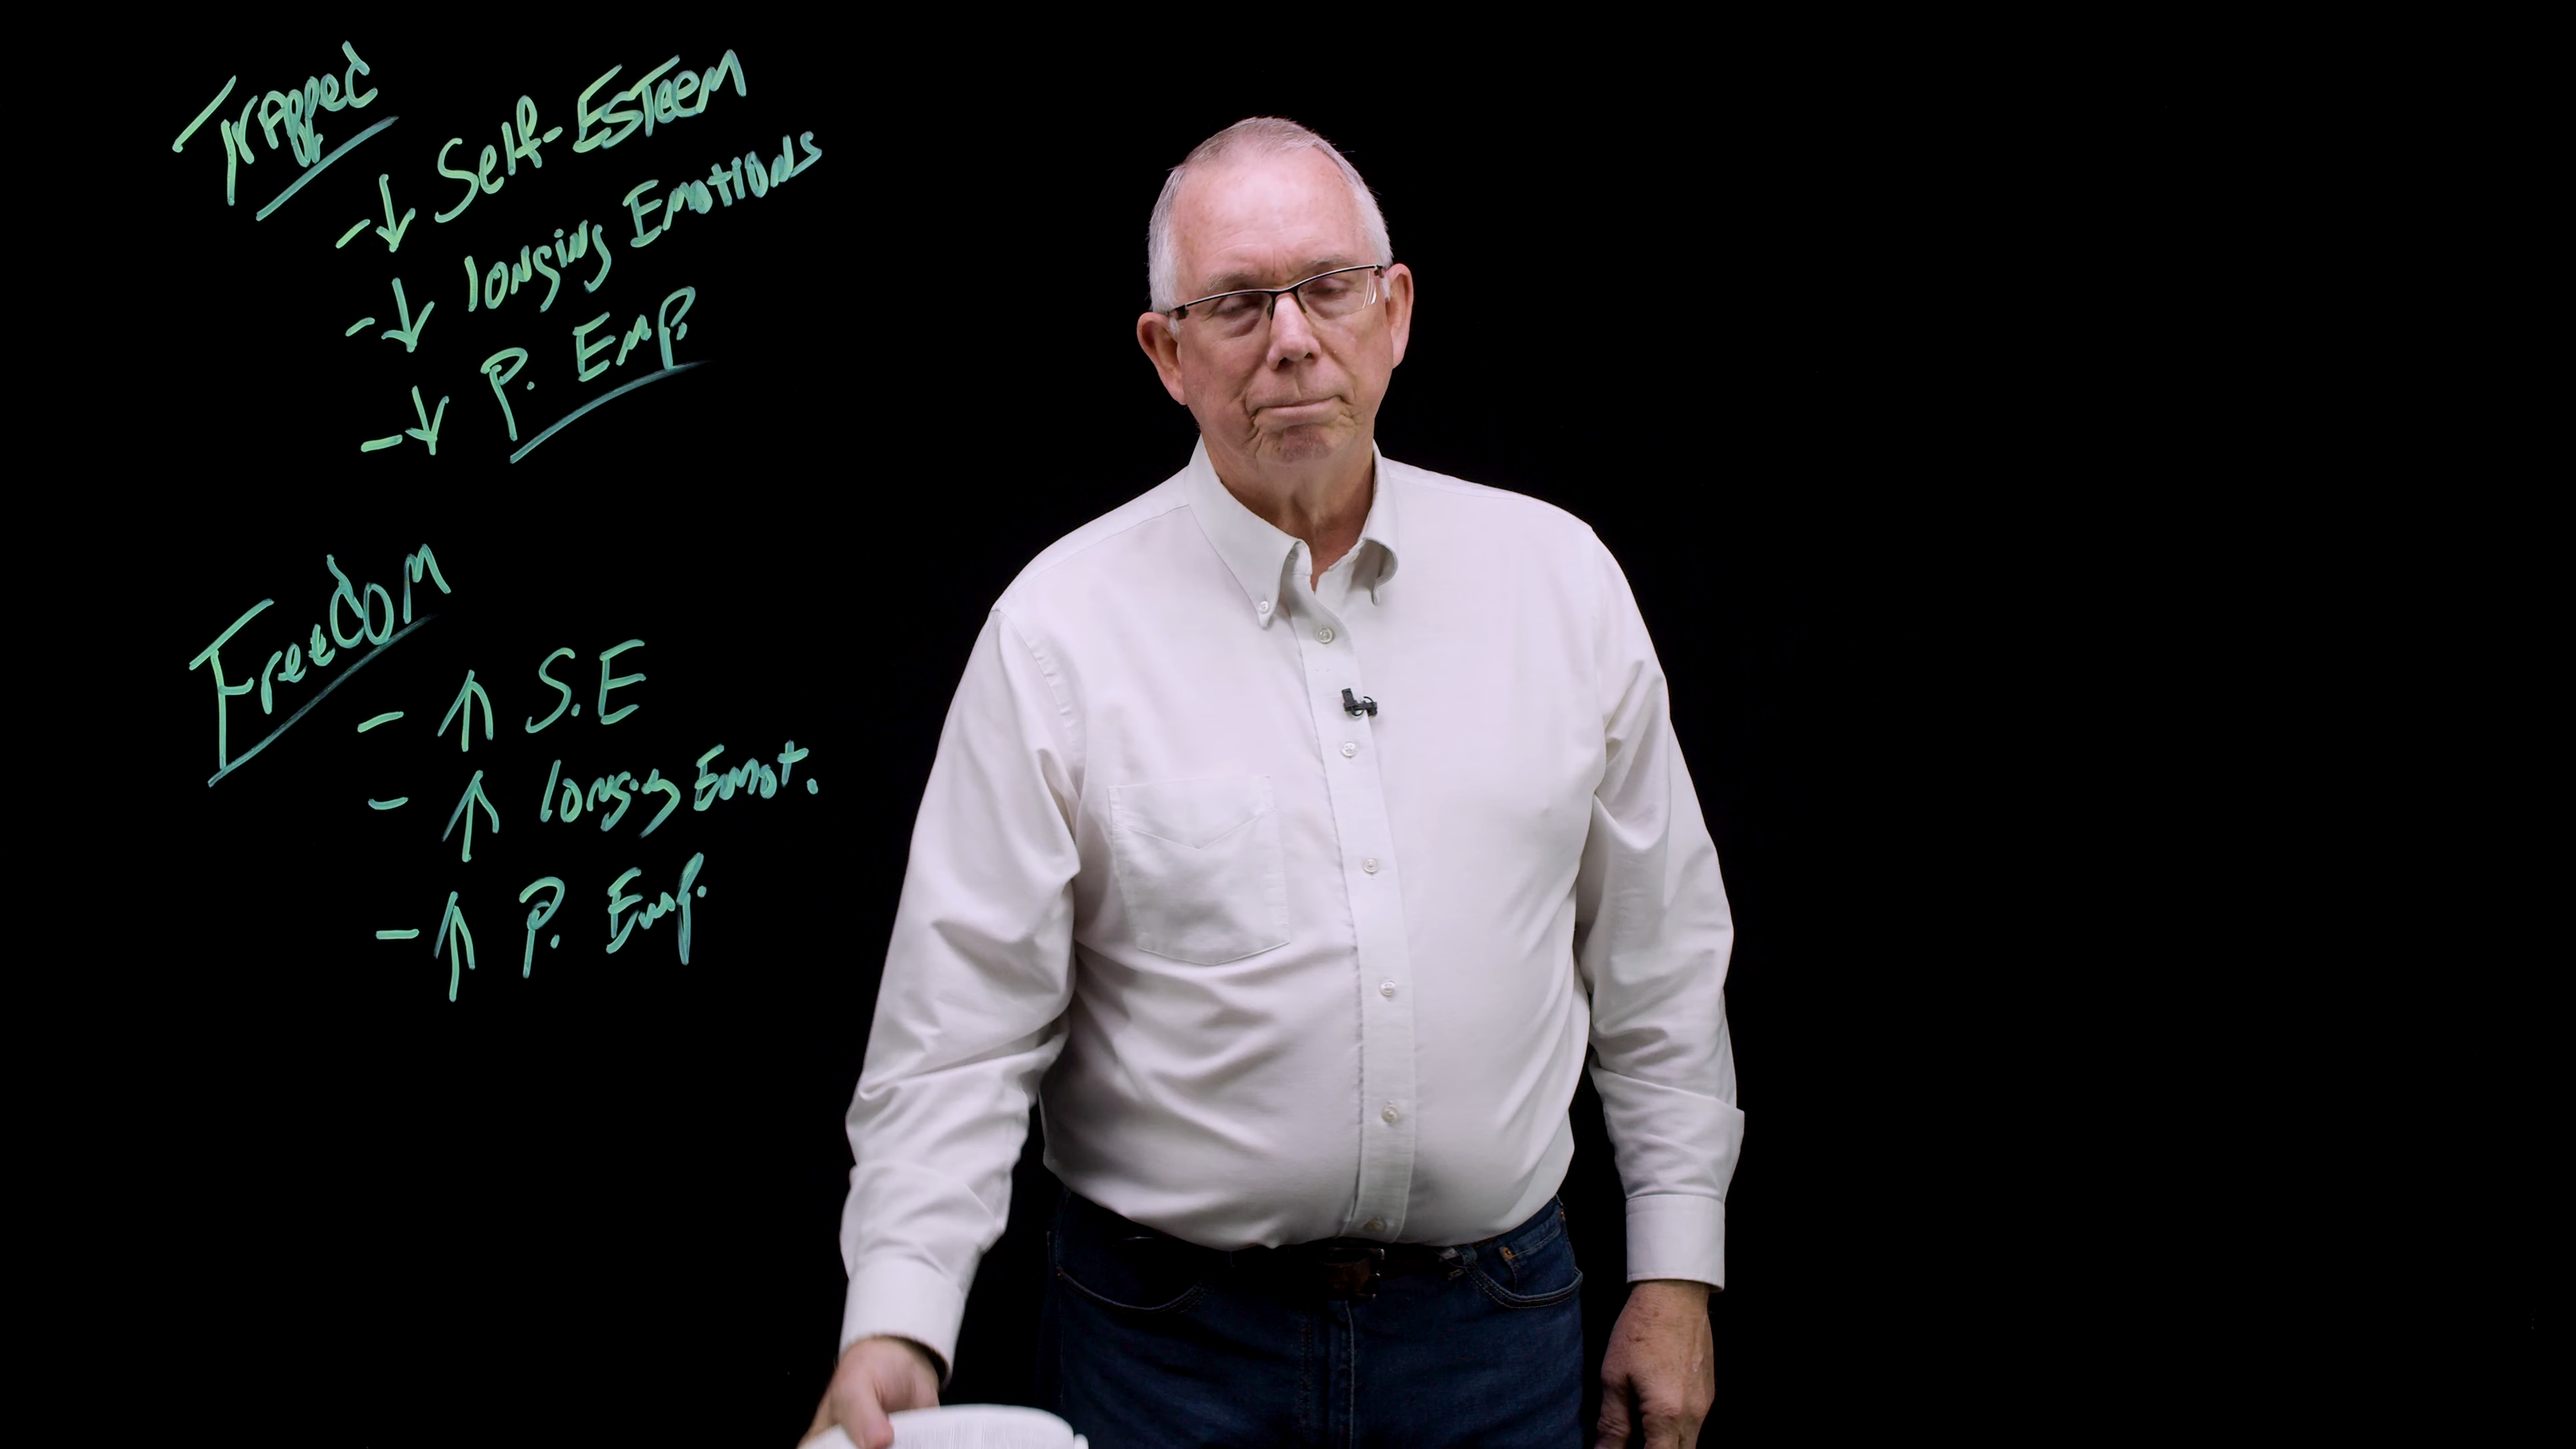 Trapped
- ↓ Self-Esteem
- ↓ longing Emotions
- ↓ P. Emp.
Freedom
- ↑ S.E
- ↑ longing Emot.
- ↑ P. Emp.